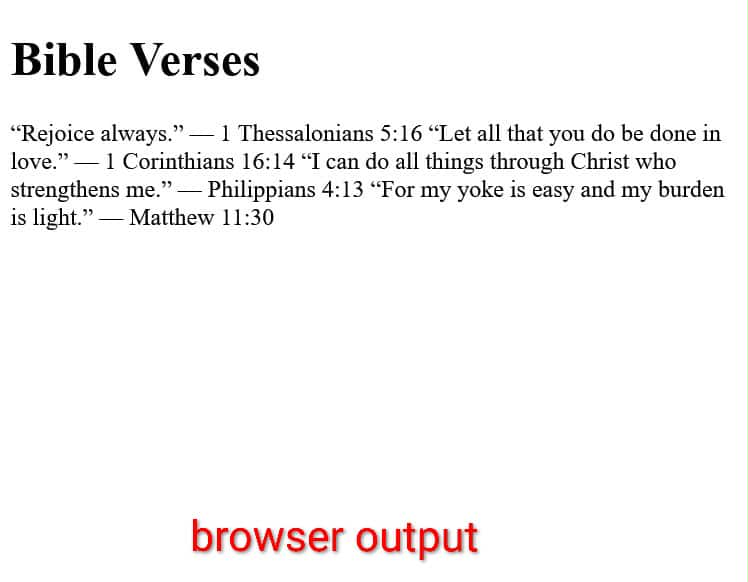 Bible Verses
“Rejoice always.” — 1 Thessalonians 5:16 “Let all that you do be done in
love.” — 1 Corinthians 16:14 “I can do all things through Christ who
strengthens me.” — Philippians 4:13 “For my yoke is easy and my burden
is light.” — Matthew 11:30
browser output